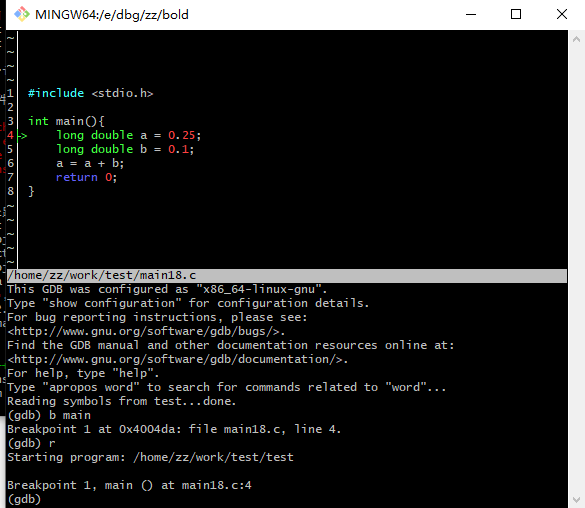 MINGW64:/e/dbg/zz/bold
~
~
~
~
1 #include <stdio.h>
2
3 int main(){
4-> long double a = 0.25;
5 long double b = 0.1;
6 a = a + b;
7 return 0;
8 }
~
~
~
~
~
/home/zz/work/test/main18.c
This GDB was configured as "x86_64-linux-gnu".
Type "show configuration" for configuration details.
For bug reporting instructions, please see:
<http://www.gnu.org/software/gdb/bugs/>.
Find the GDB manual and other documentation resources online at:
<http://www.gnu.org/software/gdb/documentation/>.
For help, type "help".
Type "apropos word" to search for commands related to "word"...
Reading symbols from test...done.
(gdb) b main
Breakpoint 1 at 0x4004da: file main18.c, line 4.
(gdb) r
Starting program: /home/zz/work/test/test
Breakpoint 1, main () at main18.c:4
(gdb)